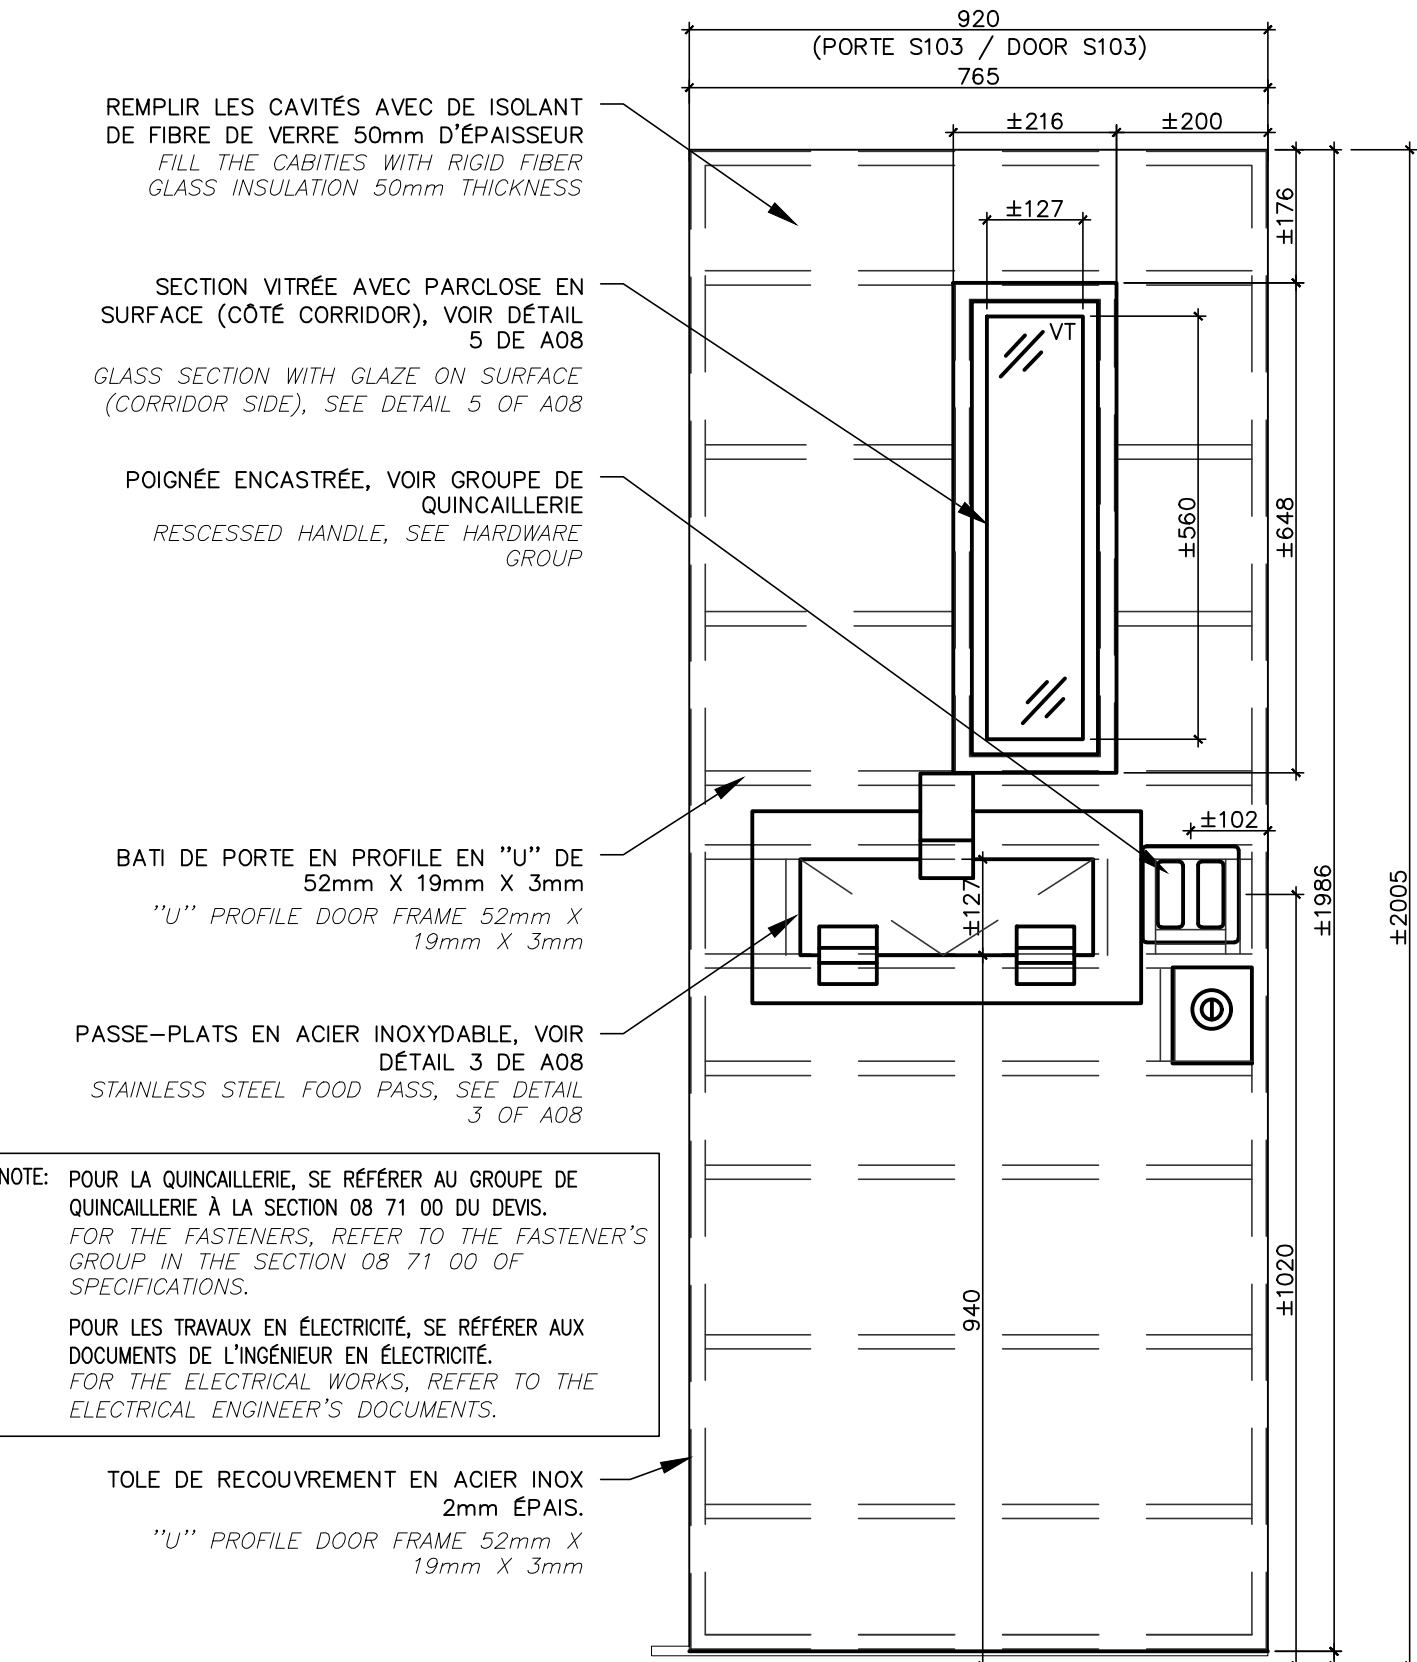 920
(PORTE S103 / DOOR S103)
765
±216
±200
±176
±127
REMPLIR LES CAVITÉS AVEC DE ISOLANT
DE FIBRE DE VERRE 50mm D'ÉPAISSEUR
FILL THE CABITIES WITH RIGID FIBER
GLASS INSULATION 50mm THICKNESS
SECTION VITRÉE AVEC PARCLOSE EN
SURFACE (CÔTÉ CORRIDOR), VOIR DÉTAIL
5 DE A08
GLASS SECTION WITH GLAZE ON SURFACE
(CORRIDOR SIDE), SEE DETAIL 5 OF A08
VT
POIGNÉE ENCASTRÉE, VOIR GROUPE DE
QUINCAILLERIE
RESCESSED HANDLE, SEE HARDWARE
GROUP
±560
±648
±102
BATI DE PORTE EN PROFILE EN ''U'' DE
52mm X 19mm X 3mm
''U'' PROFILE DOOR FRAME 52mm X
19mm X 3mm
±127
±1986
±2005
PASSE-PLATS EN ACIER INOXYDABLE, VOIR
DÉTAIL 3 DE A08
STAINLESS STEEL FOOD PASS, SEE DETAIL
3 OF A08
NOTE: POUR LA QUINCAILLERIE, SE RÉFÉRER AU GROUPE DE
QUINCAILLERIE À LA SECTION 08 71 00 DU DEVIS.
FOR THE FASTENERS, REFER TO THE FASTENER'S
GROUP IN THE SECTION 08 71 00 OF
SPECIFICATIONS.
POUR LES TRAVAUX EN ÉLECTRICITÉ, SE RÉFÉRER AUX
DOCUMENTS DE L'INGÉNIEUR EN ÉLECTRICITÉ.
FOR THE ELECTRICAL WORKS, REFER TO THE
ELECTRICAL ENGINEER'S DOCUMENTS.
940
±1020
TOLE DE RECOUVREMENT EN ACIER INOX
2mm ÉPAIS.
''U'' PROFILE DOOR FRAME 52mm X
19mm X 3mm